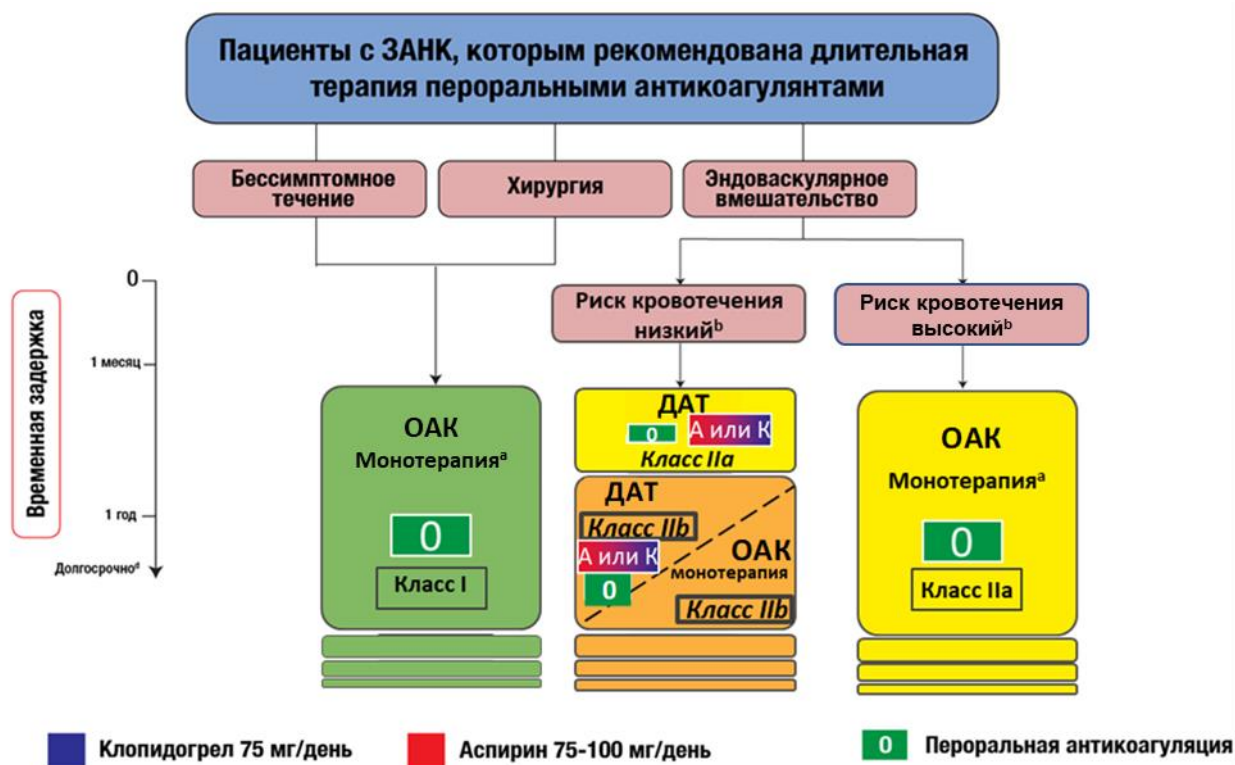 Пациенты с ЗАНК, которым рекомендована длительная
терапия пероральными антикоагулянтами
Бессимптомное
течение
Хирургия
Эндоваскулярное
вмешательство
Временная задержка
0
1 месяц
1 год
Долгосрочноᵈ
Риск кровотечения
низкийᵇ
Риск кровотечения
высокийᵇ
ОАК
Монотерапияᵃ
0
Класс I
ДАТ
0 А или К
Класс IIa
ДАТ
Класс IIb
А или К
0
ОАК
монотерапия
Класс IIb
ОАК
Монотерапияᵃ
0
Класс IIa
Клопидогрел 75 мг/день
Аспирин 75-100 мг/день
0 Пероральная антикоагуляция